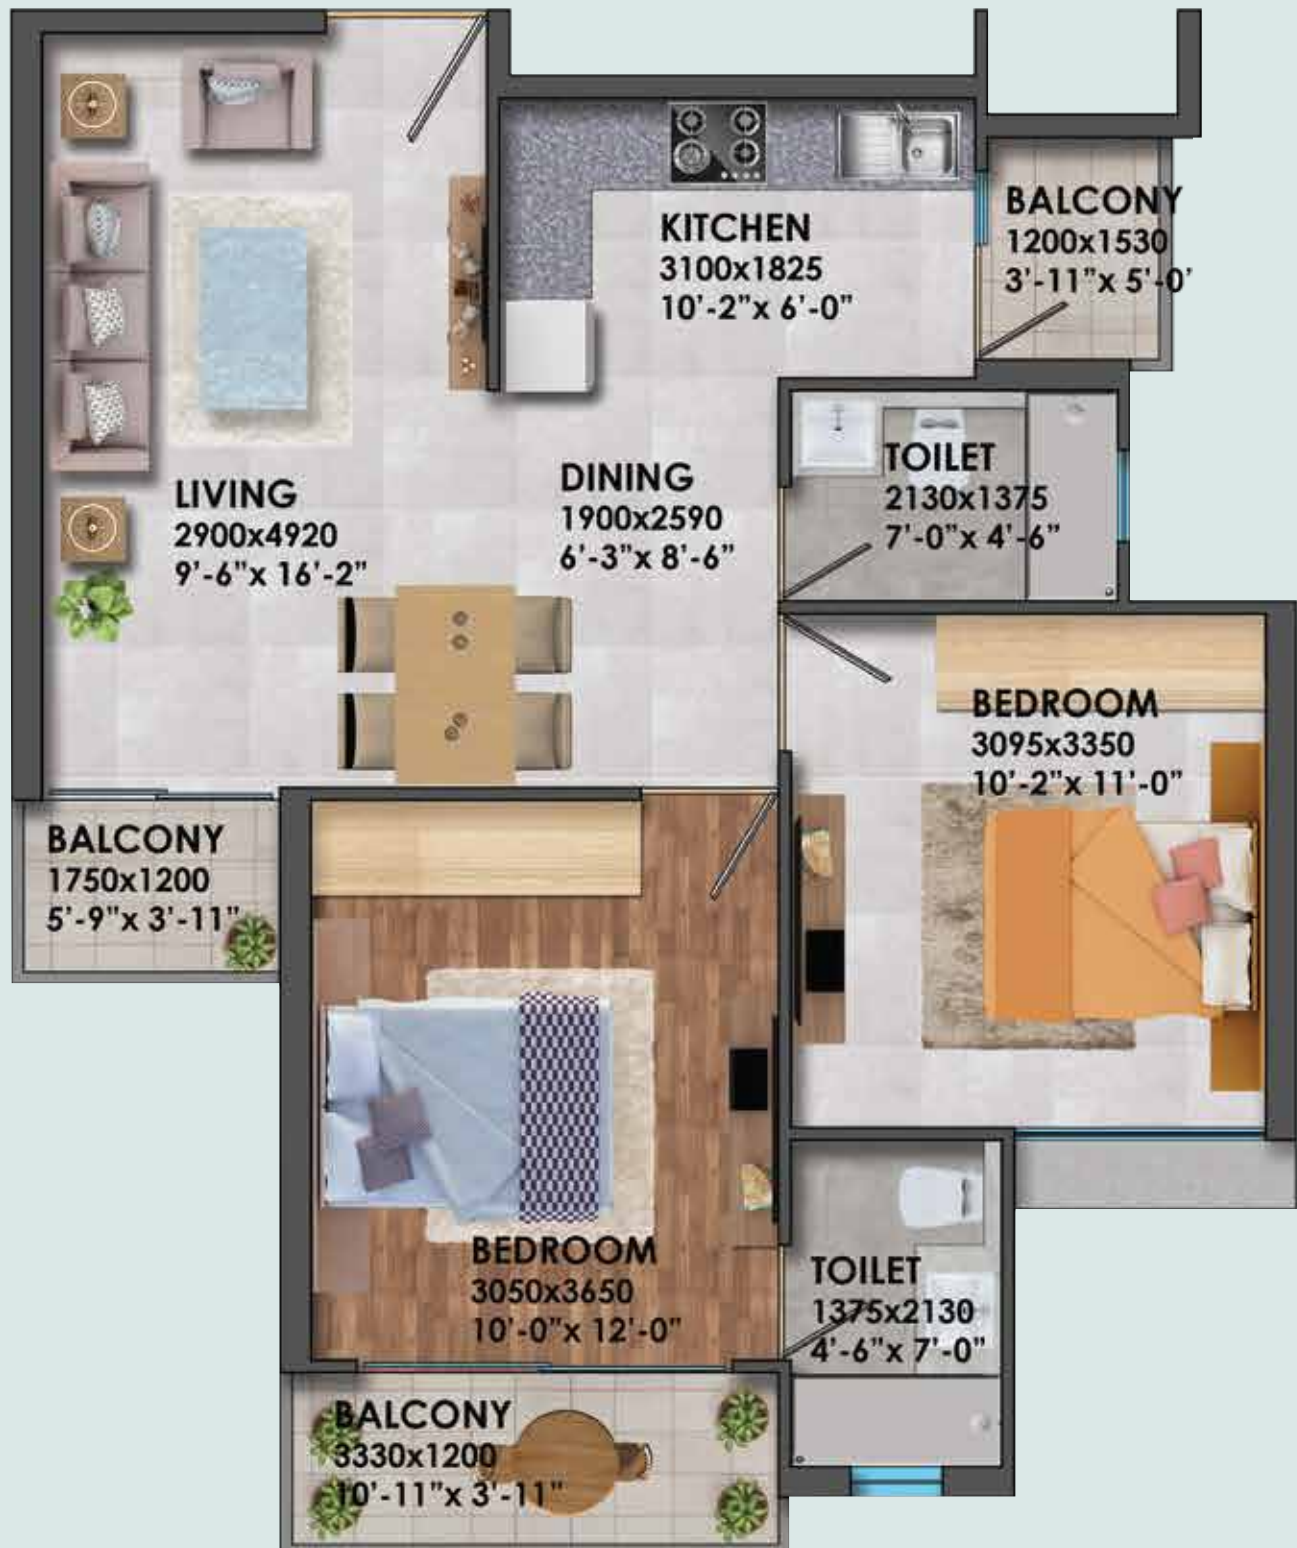 KITCHEN
3100x1825
10'-2"x 6'-0"
BALCONY
1200x1530
3'-11"x 5'-0'
LIVING
2900x4920
9'-6"x 16'-2"
DINING
1900x2590
6'-3"x 8'-6"
TOILET
2130x1375
7'-0"x 4'-6"
BEDROOM
3095x3350
10'-2"x 11'-0"
BALCONY
1750x1200
5'-9"x 3'-11"
BEDROOM
3050x3650
10'-0"x 12'-0"
TOILET
1375x2130
4'-6"x 7'-0"
BALCONY
3330x1200
10'-11"x 3'-11"